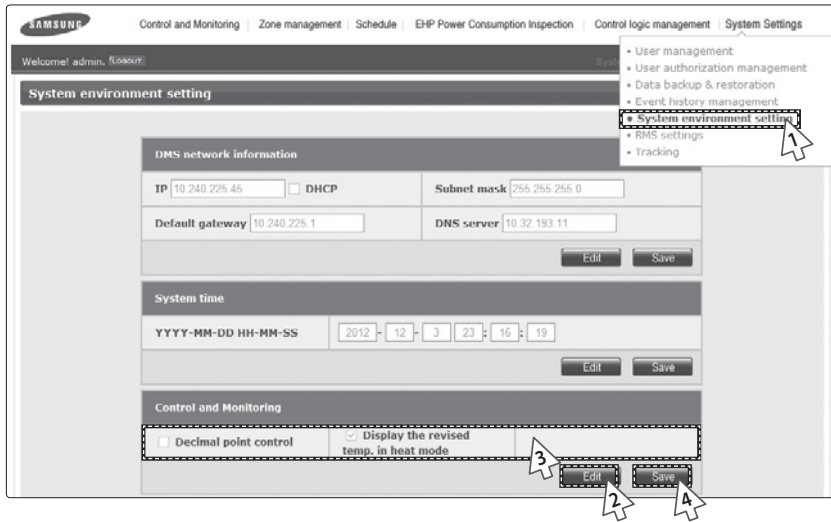 SAMSUNG Control and Monitoring Zone management Schedule EHP Power Consumption Inspection Control logic management System Settings
Welcome! admin. LOGOUT
• User management
• User authorization management
• Data backup & restoration
• Event history management
• System environment setting
• RMS settings
• Tracking
1
System environment setting
DMS network information
IP 10.240.225.45 DHCP Subnet mask 255.255.255.0
Default gateway 10.240.225.1 DNS server 10.32.193.11
Edit Save
System time
YYYY-MM-DD HH-MM-SS 2012 - 12 - 3 23 : 16 : 19
Edit Save
Control and Monitoring
Decimal point control Display the revised
temp. in heat mode
3
Edit Save
2 4